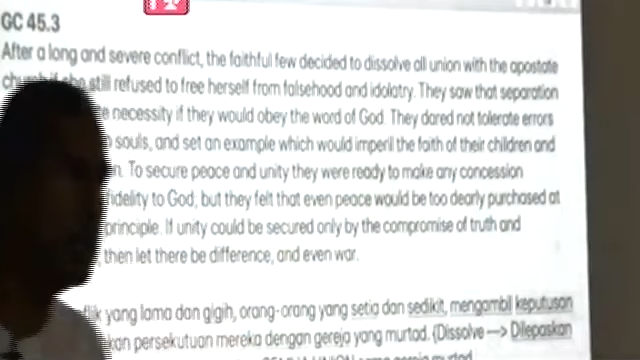 GC 45.3
After a long and severe conflict, the faithful few decided to dissolve all union with the apostate
church if she still refused to free herself from falsehood and idolatry. They saw that separation
necessity if they would obey the word of God. They dared not tolerate errors
souls, and set an example which would imperil the faith of their children and
To secure peace and unity they were ready to make any concession
fidelity to God, but they felt that even peace would be too dearly purchased at
principle. If unity could be secured only by the compromise of truth and
then let there be difference, and even war.
yang lama dan gigih, orang-orang yang setia dan sedikit, mengambil keputusan
persekutuan mereka dengan gereja yang murtad. (Dissolve —> Dilepaskan